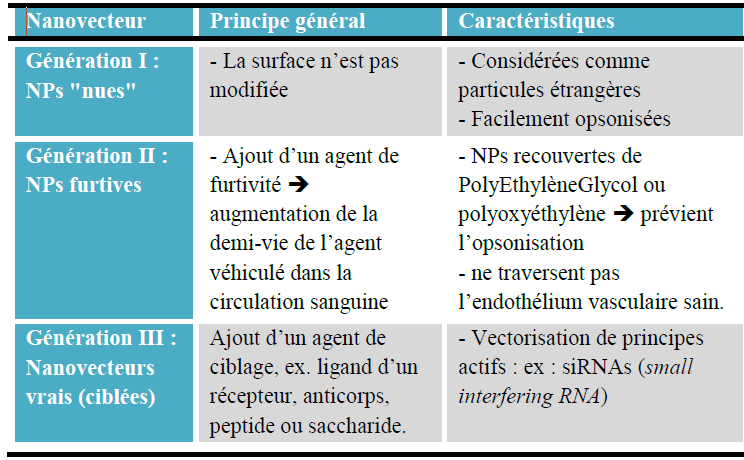 Nanovecteur
Principe général
Caractéristiques
Génération I :
NPs "nues"
- La surface n’est pas
modifiée
- Considérées comme
particules étrangères
- Facilement opsonisées
Génération II :
NPs furtives
- Ajout d’un agent de
furtivité ➔
augmentation de la
demi-vie de l’agent
véhiculé dans la
circulation sanguine
- NPs recouvertes de
PolyEthylèneGlycol ou
polyoxyéthylène ➔ prévient
l’opsonisation
- ne traversent pas
l’endothélium vasculaire sain.
Génération III :
Nanovecteurs
vrais (ciblées)
Ajout d’un agent de
ciblage, ex. ligand d’un
récepteur, anticorps,
peptide ou saccharide.
- Vectorisation de principes
actifs : ex : siRNAs (small
interfering RNA)